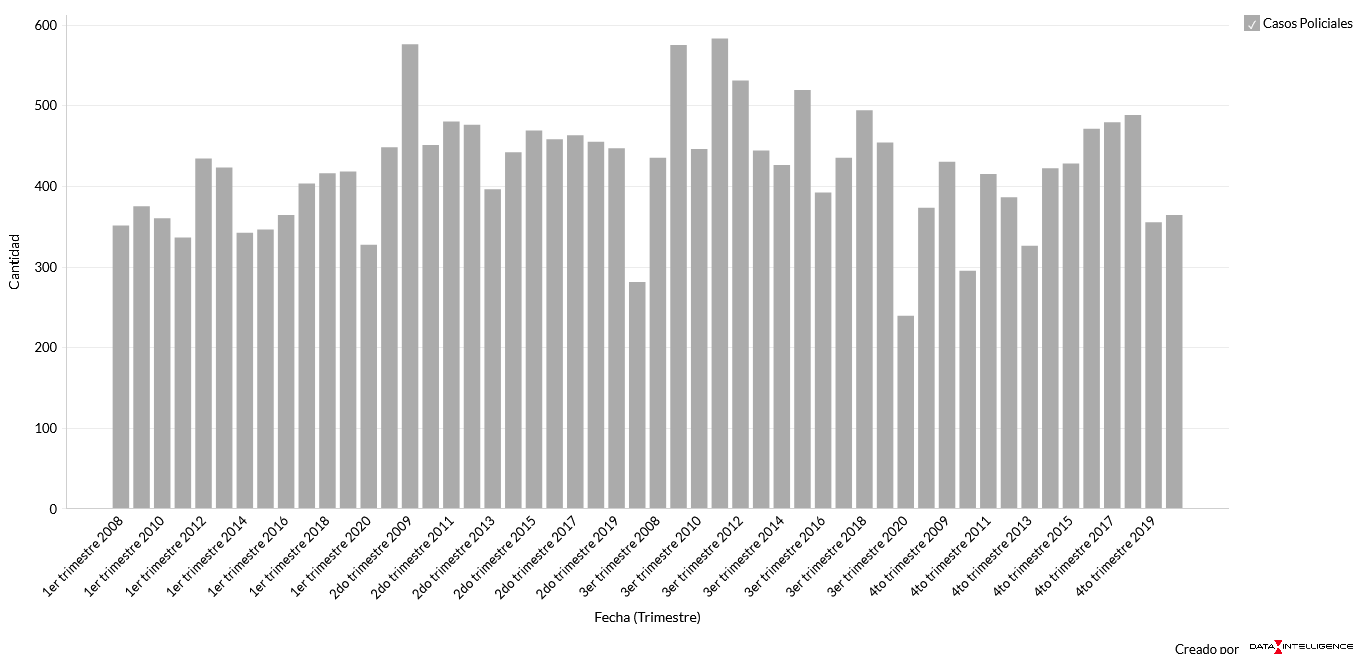 600
500
400
300
200
100
0
Cantidad
1er trimestre 2008
1er trimestre 2010
1er trimestre 2012
1er trimestre 2014
1er trimestre 2016
1er trimestre 2018
1er trimestre 2020
2do trimestre 2009
2do trimestre 2011
2do trimestre 2013
2do trimestre 2015
2do trimestre 2017
2do trimestre 2019
3er trimestre 2008
3er trimestre 2010
3er trimestre 2012
3er trimestre 2014
3er trimestre 2016
3er trimestre 2018
3er trimestre 2020
4to trimestre 2009
4to trimestre 2011
4to trimestre 2013
4to trimestre 2015
4to trimestre 2017
4to trimestre 2019
Fecha (Trimestre)
Casos Policiales
Creado por DATA INTELLIGENCE